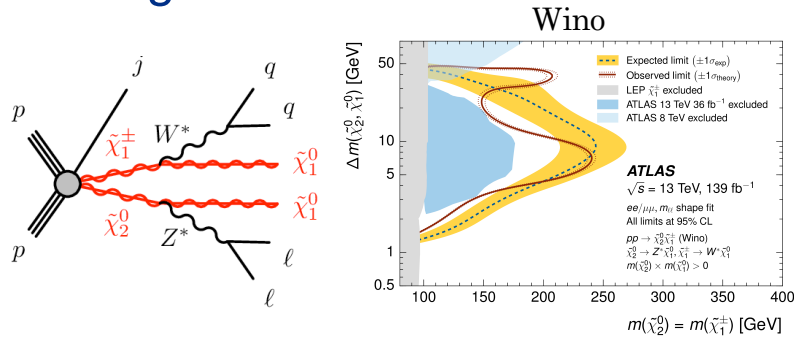 Wino
j
q
q
p
W*
χ̃₁±
χ̃₁⁰
χ̃₁⁰
χ̃₂⁰
Z*
p
ℓ
ℓ
Δm(χ̃₂⁰, χ̃₁⁰) [GeV]
50
10
5
1
0.5
Expected limit (±1σexp)
Observed limit (±1σtheory)
LEP χ̃₁± excluded
ATLAS 13 TeV 36 fb⁻¹ excluded
ATLAS 8 TeV excluded
ATLAS
√s = 13 TeV, 139 fb⁻¹
ee/μμ, mℓℓ shape fit
All limits at 95% CL
pp → χ̃₂⁰χ̃₁± (Wino)
χ̃₂⁰ → Z*χ̃₁⁰, χ̃₁± → W*χ̃₁⁰
m(χ̃₂⁰) × m(χ̃₁⁰) > 0
100 150 200 250 300 350 400
m(χ̃₂⁰) = m(χ̃₁±) [GeV]